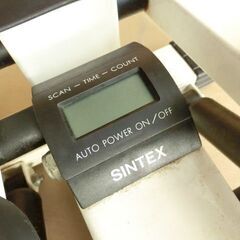 SCAN – TIME – COUNT
AUTO POWER ON/OFF
SINTEX